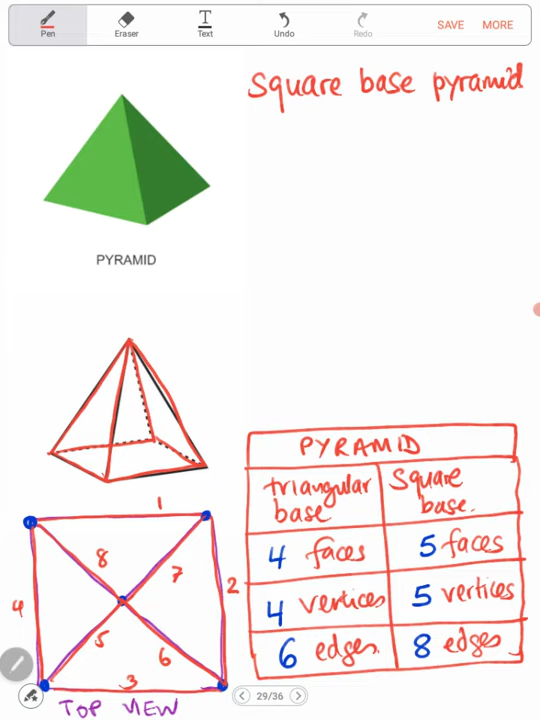 Pen Eraser Text Undo Redo SAVE MORE
Square base pyramid
PYRAMID
PYRAMID
triangular base
Square base.
4 faces
5 faces
4 vertices
5 vertices
6 edges.
8 edges
1
8
7
2
4
5
6
3
TOP VIEW
29/36